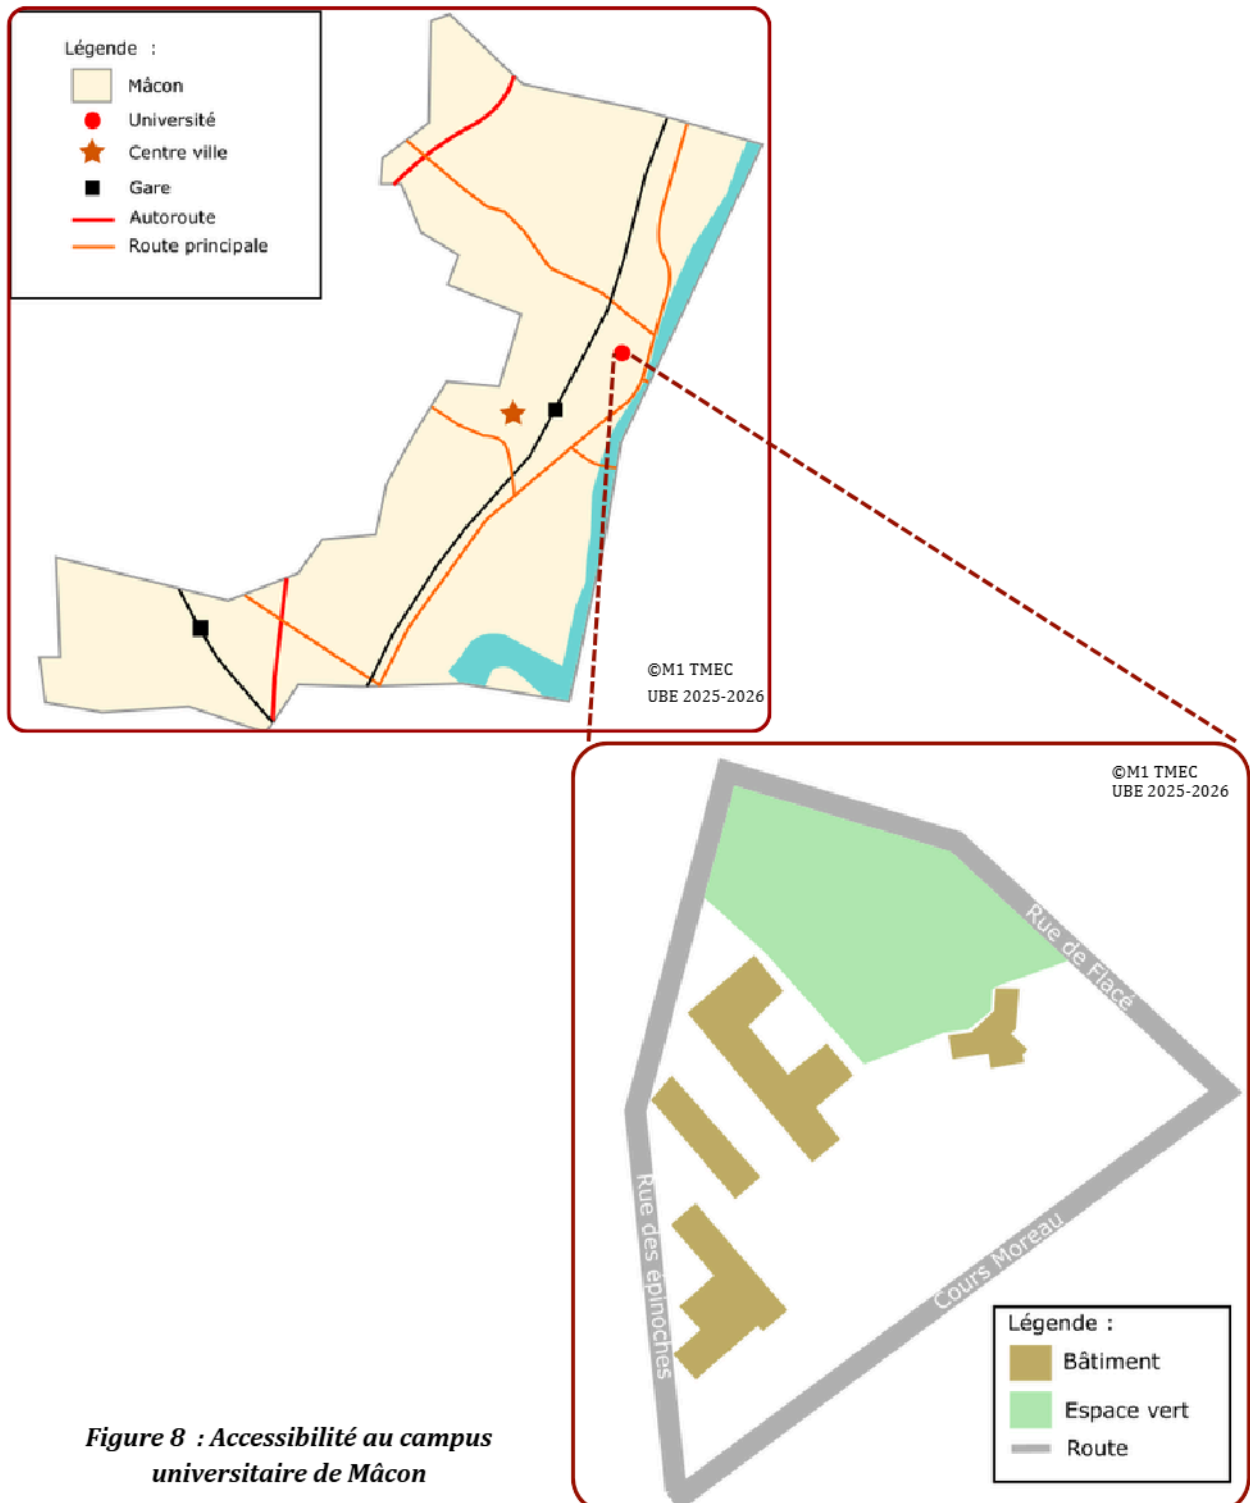 Légende :
Mâcon
Université
Centre ville
Gare
Autoroute
Route principale
©M1 TMEC
UBE 2025-2026
©M1 TMEC
UBE 2025-2026
Rue de Flacé
Rue des épinoches
Cours Moreau
Légende :
Bâtiment
Espace vert
Route
Figure 8 : Accessibilité au campus
universitaire de Mâcon